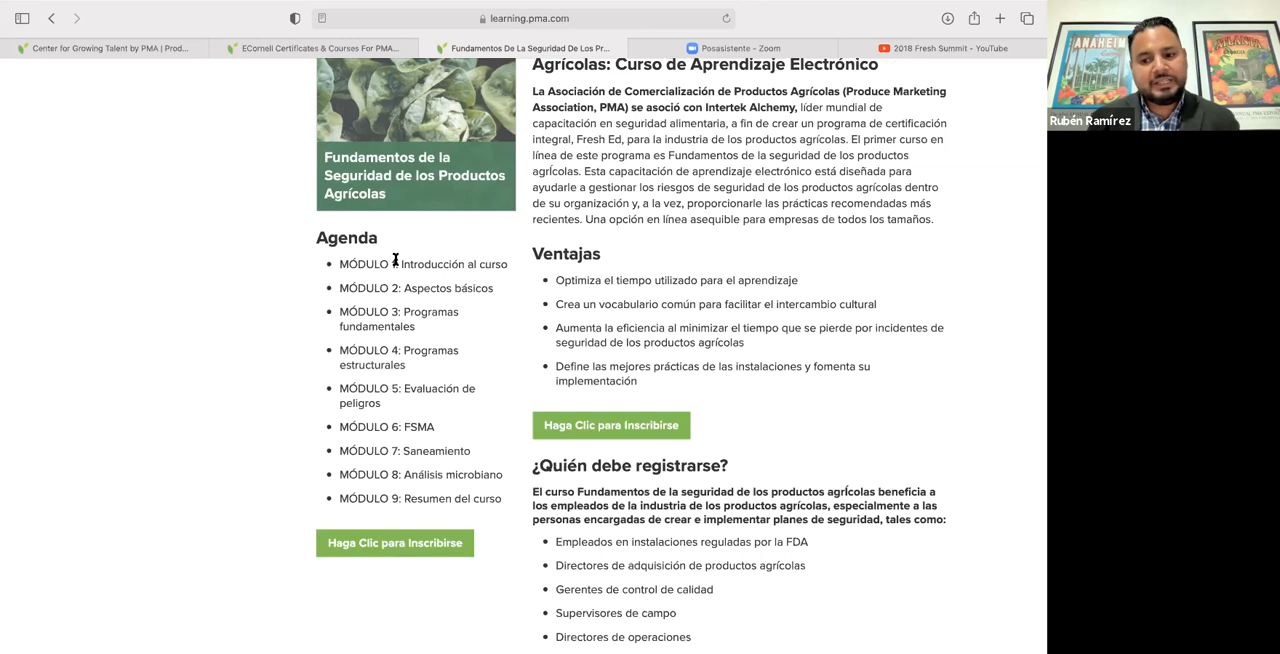 learning.pma.com
Center for Growing Talent by PMA | Prod...
ECornell Certificates & Courses For PMA...
Fundamentos De La Seguridad De Los Pr...
Posasistente - Zoom
2018 Fresh Summit - YouTube
ANAHEIM
ATLANTA
Rubén Ramírez
Fundamentos de la
Seguridad de los Productos
Agrícolas
Agenda
MÓDULO 1: Introducción al curso
MÓDULO 2: Aspectos básicos
MÓDULO 3: Programas
fundamentales
MÓDULO 4: Programas
estructurales
MÓDULO 5: Evaluación de
peligros
MÓDULO 6: FSMA
MÓDULO 7: Saneamiento
MÓDULO 8: Análisis microbiano
MÓDULO 9: Resumen del curso
Haga Clic para Inscribirse
Agrícolas: Curso de Aprendizaje Electrónico
La Asociación de Comercialización de Productos Agrícolas (Produce Marketing
Association, PMA) se asoció con Intertek Alchemy, líder mundial de
capacitación en seguridad alimentaria, a fin de crear un programa de certificación
integral, Fresh Ed, para la industria de los productos agrícolas. El primer curso en
línea de este programa es Fundamentos de la seguridad de los productos
agrÍcolas. Esta capacitación de aprendizaje electrónico está diseñada para
ayudarle a gestionar los riesgos de seguridad de los productos agrícolas dentro
de su organización y, a la vez, proporcionarle las prácticas recomendadas más
recientes. Una opción en línea asequible para empresas de todos los tamaños.
Ventajas
Optimiza el tiempo utilizado para el aprendizaje
Crea un vocabulario común para facilitar el intercambio cultural
Aumenta la eficiencia al minimizar el tiempo que se pierde por incidentes de
seguridad de los productos agrícolas
Define las mejores prácticas de las instalaciones y fomenta su
implementación
Haga Clic para Inscribirse
¿Quién debe registrarse?
El curso Fundamentos de la seguridad de los productos agrÍcolas beneficia a
los empleados de la industria de los productos agrícolas, especialmente a las
personas encargadas de crear e implementar planes de seguridad, tales como:
Empleados en instalaciones reguladas por la FDA
Directores de adquisición de productos agrícolas
Gerentes de control de calidad
Supervisores de campo
Directores de operaciones